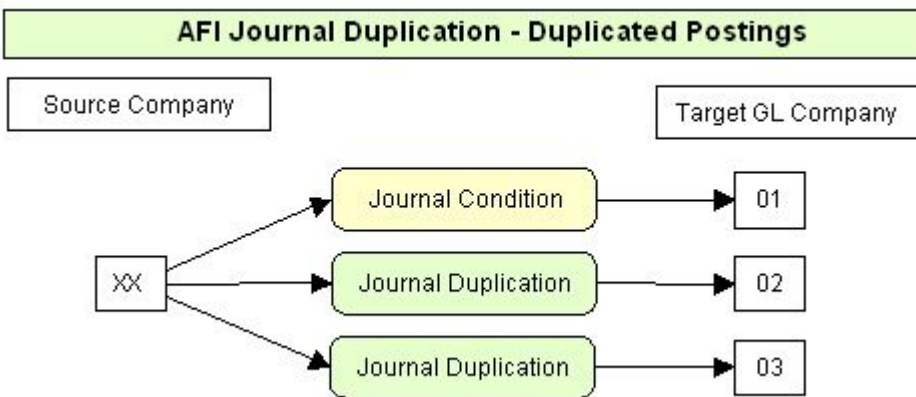 AFI Journal Duplication - Duplicated Postings
Source Company
Target GL Company
Journal Condition
01
XX
Journal Duplication
02
Journal Duplication
03